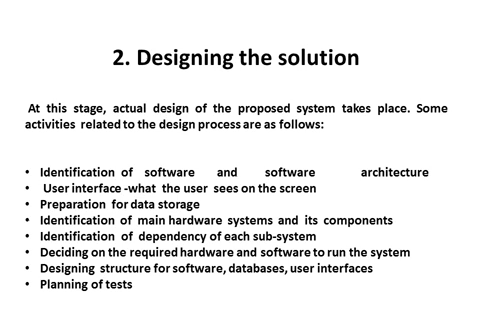 2. Designing the solution
At this stage, actual design of the proposed system takes place. Some
activities related to the design process are as follows:
• Identification of software and software architecture
• User interface -what the user sees on the screen
• Preparation for data storage
• Identification of main hardware systems and its components
• Identification of dependency of each sub-system
• Deciding on the required hardware and software to run the system
• Designing structure for software, databases, user interfaces
• Planning of tests